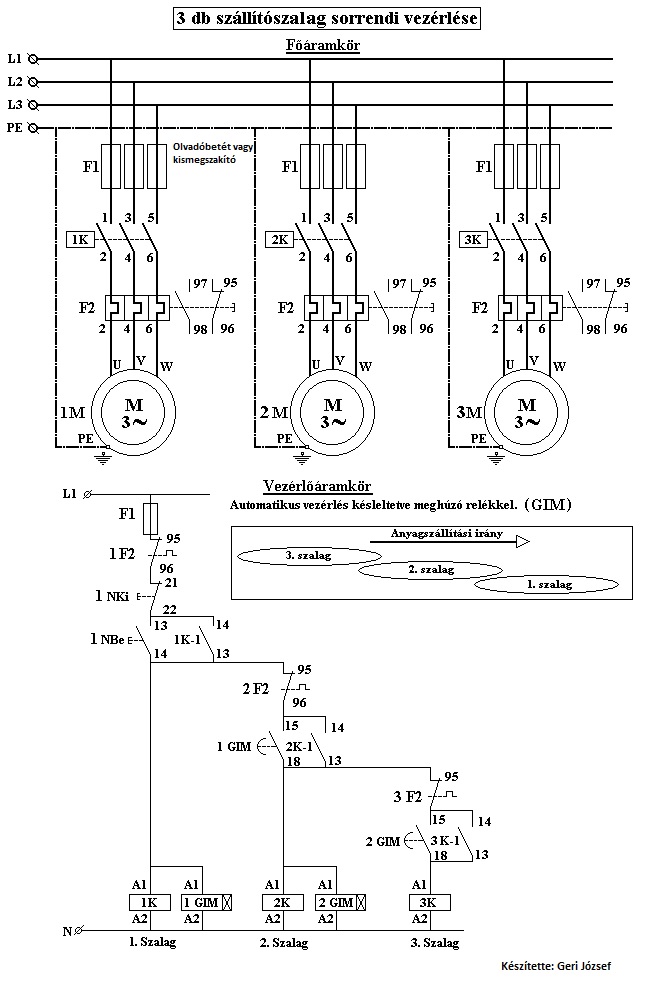 3 db szállítószalag sorrendi vezérlése
Főáramkör
L1
L2
L3
PE
Olvadóbetét vagy
kismegszakító
F1
F1
F1
1 3 5
1 3 5
1 3 5
1K
2K
3K
2 4 6
2 4 6
2 4 6
97 95
97 95
97 95
F2
F2
F2
2 4 6
98 96
2 4 6
98 96
2 4 6
98 96
U V W
U V W
U V W
1M
M
3~
2M
M
3~
3M
M
3~
PE
PE
PE
Vezérlőáramkör
L1
Automatikus vezérlés késleltetve meghúzó relékkel. (GIM)
F1
Anyagszállítási irány
3. szalag
2. szalag
1. szalag
95
1 F2
96
21
1 NKi
22
13
14
1 NBe
1K-1
14
13
95
2 F2
96
15
14
1 GIM
2K-1
18
13
95
3 F2
15
14
2 GIM
3K-1
18
13
A1 A1 A1 A1 A1
1K 1 GIM 2K 2 GIM 3K
A2 A2 A2 A2 A2
N
1. Szalag
2. Szalag
3. Szalag
Készítette: Geri József